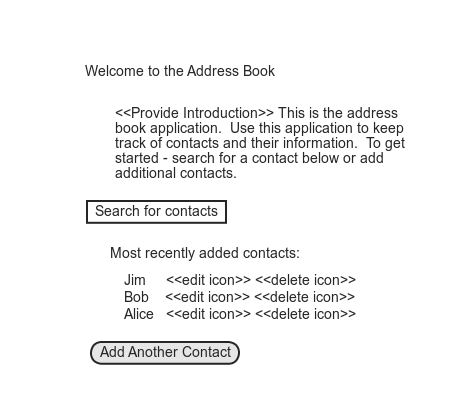 Welcome to the Address Book
<<Provide Introduction>> This is the address
book application.  Use this application to keep
track of contacts and their information.  To get
started - search for a contact below or add
additional contacts.
Search for contacts
Most recently added contacts:
Jim <<edit icon>> <<delete icon>>
Bob <<edit icon>> <<delete icon>>
Alice <<edit icon>> <<delete icon>>
Add Another Contact